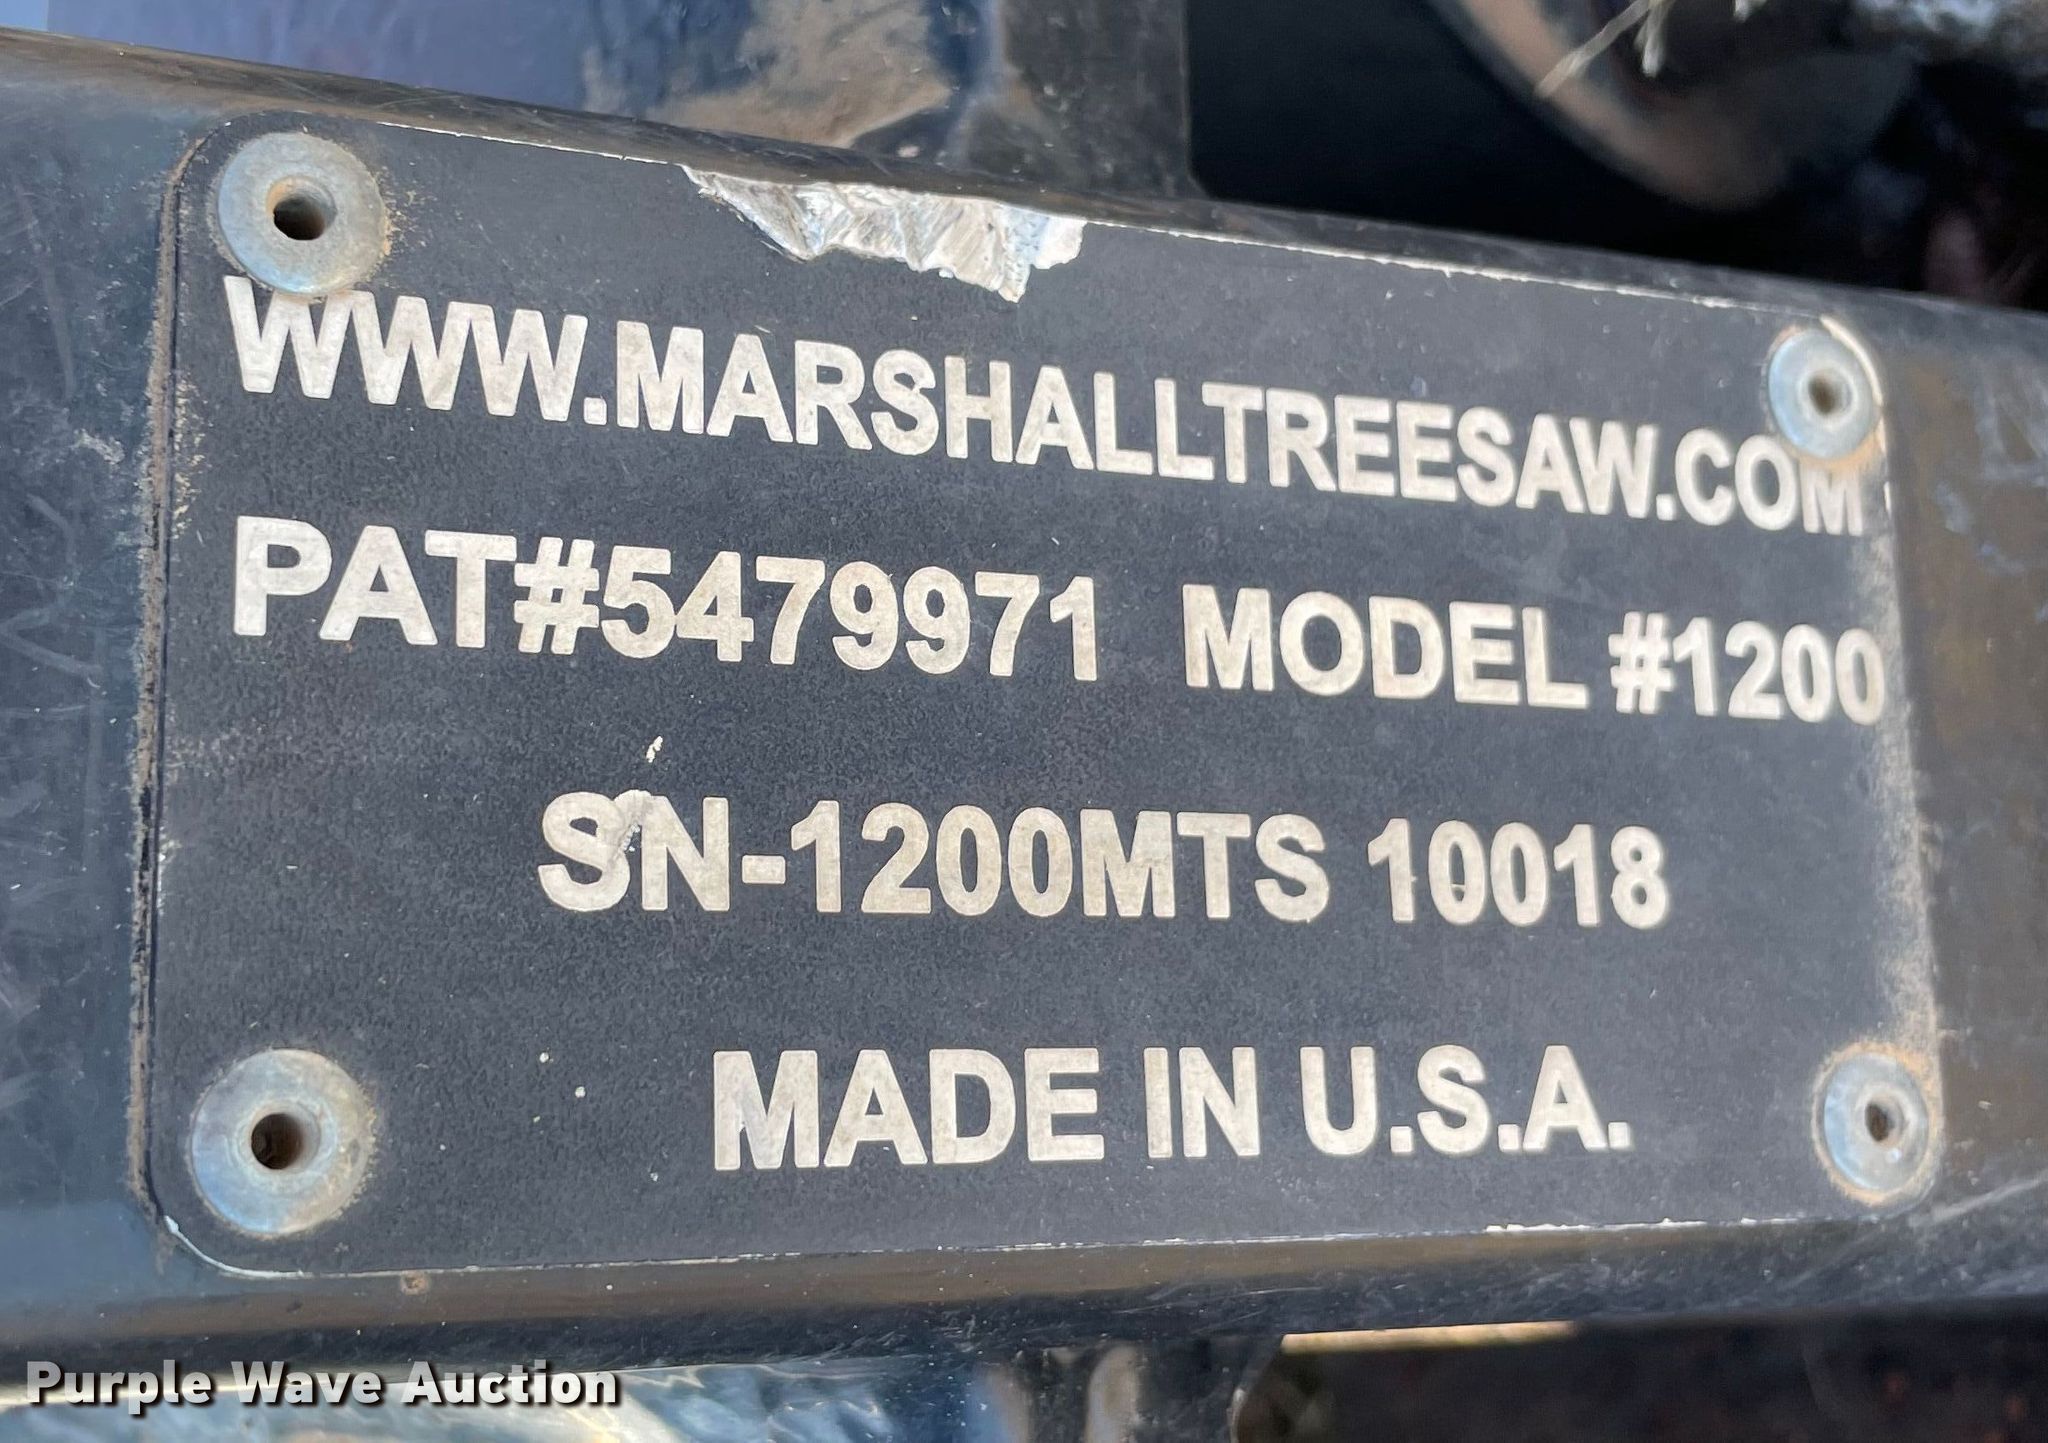 WWW.MARSHALLTREESAW.COM
PAT#5479971 MODEL #1200
SN-1200MTS 10018
MADE IN U.S.A.
Purple Wave Auction